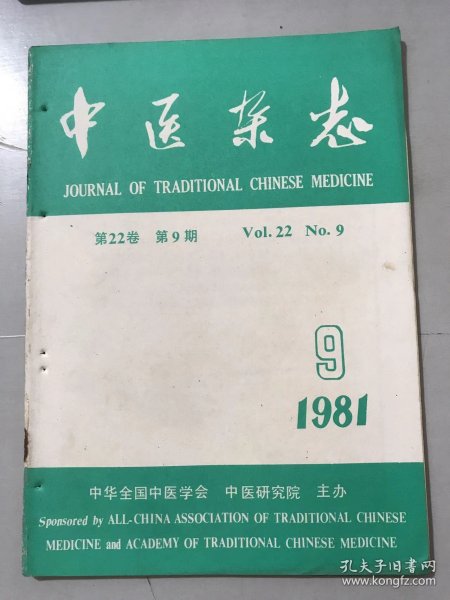 中医杂志
JOURNAL OF TRADITIONAL CHINESE MEDICINE
第22卷 第9期 Vol. 22 No. 9
9
1981
中华全国中医学会 中医研究院 主办
Sponsored by ALL-CHINA ASSOCIATION OF TRADITIONAL CHINESE
MEDICINE and ACADEMY OF TRADITIONAL CHINESE MEDICINE
孔夫子旧书网
www.kongfz.com